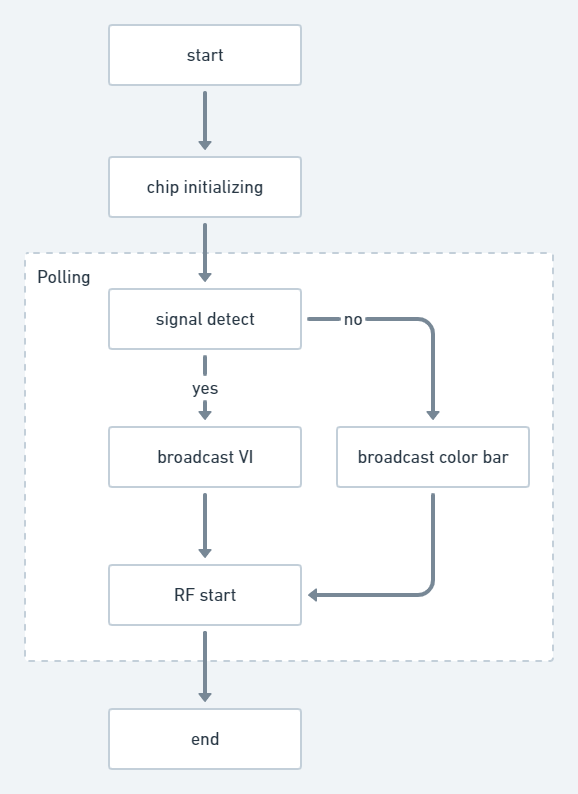 start
chip initializing
Polling
signal detect
no
yes
broadcast VI
broadcast color bar
RF start
end